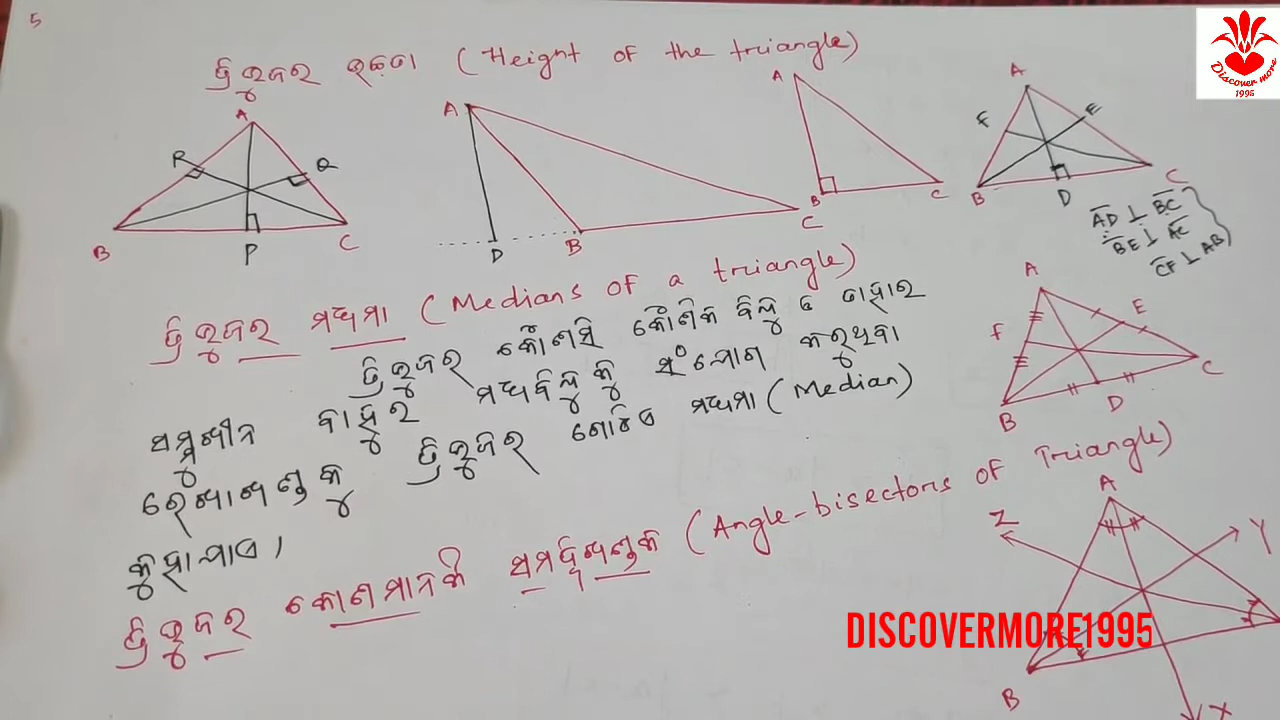 5
ତ୍ରିଭୁଜର ଉଚ୍ଚତା (Height of the triangle)
Discover more
1995
A R Q B P C
A D B C
A B C
A F E B D C
AD ⊥ BC
BE ⊥ AC
CF ⊥ AB
ତ୍ରିଭୁଜର ମଧ୍ୟମା (Medians of a triangle)
ତ୍ରିଭୁଜର କୌଣସି କୌଣିକ ବିନ୍ଦୁ ଓ ତାହାର
ସମ୍ମୁଖୀନ ବାହୁର ମଧ୍ୟବିନ୍ଦୁକୁ ସଂଯୋଗ କରୁଥିବା
ରେଖାଖଣ୍ଡକୁ ତ୍ରିଭୁଜର ଗୋଟିଏ ମଧ୍ୟମା (Median)
କୁହାଯାଏ ।
A F E B D C
ତ୍ରିଭୁଜର କୋଣମାନଙ୍କ ସମଦ୍ବିଖଣ୍ଡକ (Angle-bisectors of Triangle)
A Z Y B X
DISCOVERMORE1995